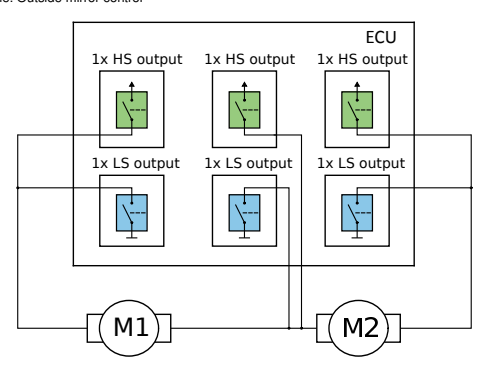 Outside mirror control
ECU
1x HS output 1x HS output 1x HS output
1x LS output 1x LS output 1x LS output
M1 M2